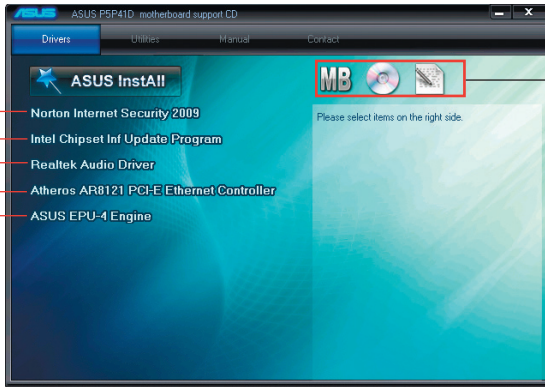 ASUS ASUS P5P41D motherboard support CD
Drivers Utilities Manual Contact
ASUS InstAll
MB
Norton Internet Security 2009
Please select items on the right side.
Intel Chipset Inf Update Program
Realtek Audio Driver
Atheros AR8121 PCI-E Ethernet Controller
ASUS EPU-4 Engine